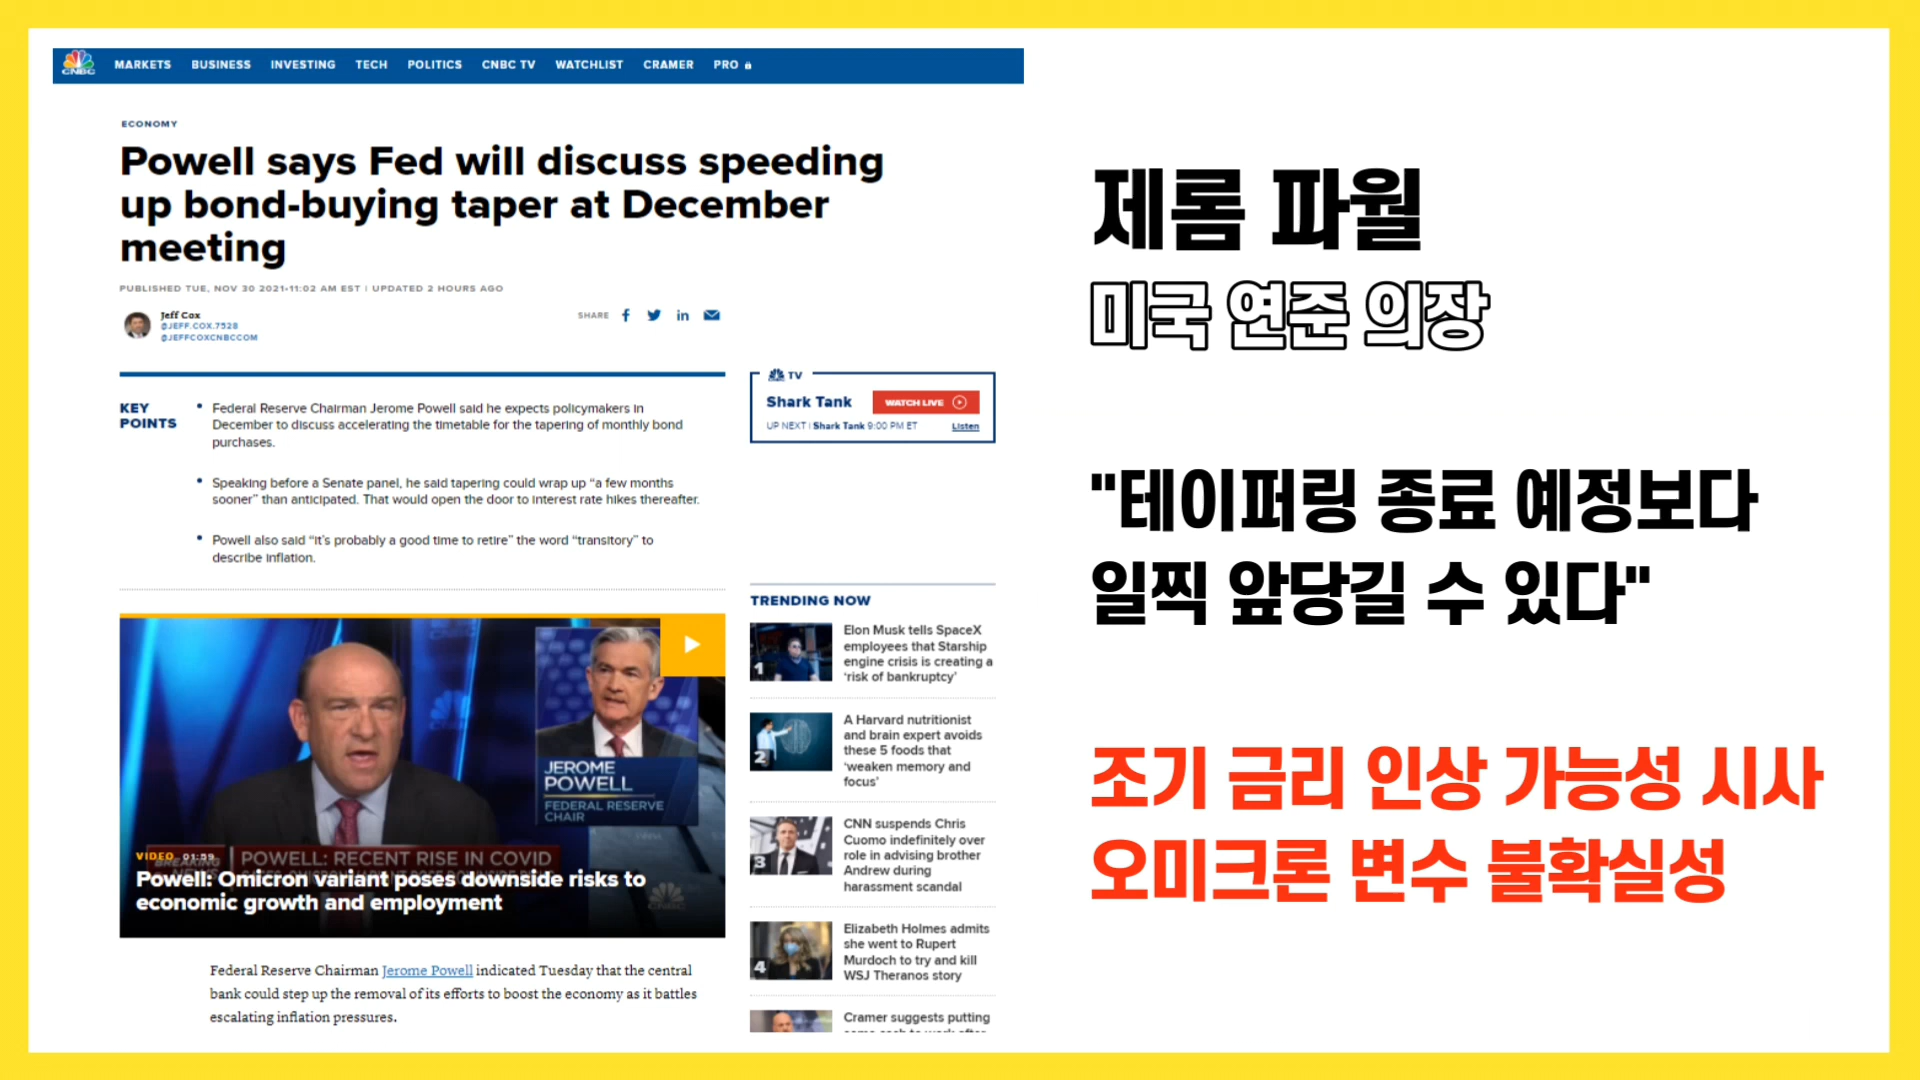 CNBC
MARKETS BUSINESS INVESTING TECH POLITICS CNBC TV WATCHLIST CRAMER PRO
ECONOMY
Powell says Fed will discuss speeding
up bond-buying taper at December
meeting
PUBLISHED TUE, NOV 30 2021•11:02 AM EST | UPDATED 2 HOURS AGO
Jeff Cox
@JEFF.COX.7528
@JEFFCOXCNBCCOM
SHARE
KEY
POINTS
• Federal Reserve Chairman Jerome Powell said he expects policymakers in
December to discuss accelerating the timetable for the tapering of monthly bond
purchases.
• Speaking before a Senate panel, he said tapering could wrap up “a few months
sooner” than anticipated. That would open the door to interest rate hikes thereafter.
• Powell also said “it’s probably a good time to retire” the word “transitory” to
describe inflation.
JEROME
POWELL
FEDERAL RESERVE
CHAIR
VIDEO 01:59
BREAKING
NEWS
POWELL: RECENT RISE IN COVID
Powell: Omicron variant poses downside risks to
economic growth and employment
CNBC
Federal Reserve Chairman Jerome Powell indicated Tuesday that the central
bank could step up the removal of its efforts to boost the economy as it battles
escalating inflation pressures.
TV
Shark Tank
WATCH LIVE
UP NEXT | Shark Tank 9:00 PM ET
Listen
TRENDING NOW
1
Elon Musk tells SpaceX
employees that Starship
engine crisis is creating a
‘risk of bankruptcy’
2
A Harvard nutritionist
and brain expert avoids
these 5 foods that
‘weaken memory and
focus’
3
CNN suspends Chris
Cuomo indefinitely over
role in advising brother
Andrew during
harassment scandal
4
Elizabeth Holmes admits
she went to Rupert
Murdoch to try and kill
WSJ Theranos story
Cramer suggests putting
제롬 파월
미국 연준 의장
"테이퍼링 종료 예정보다
일찍 앞당길 수 있다"
조기 금리 인상 가능성 시사
오미크론 변수 불확실성